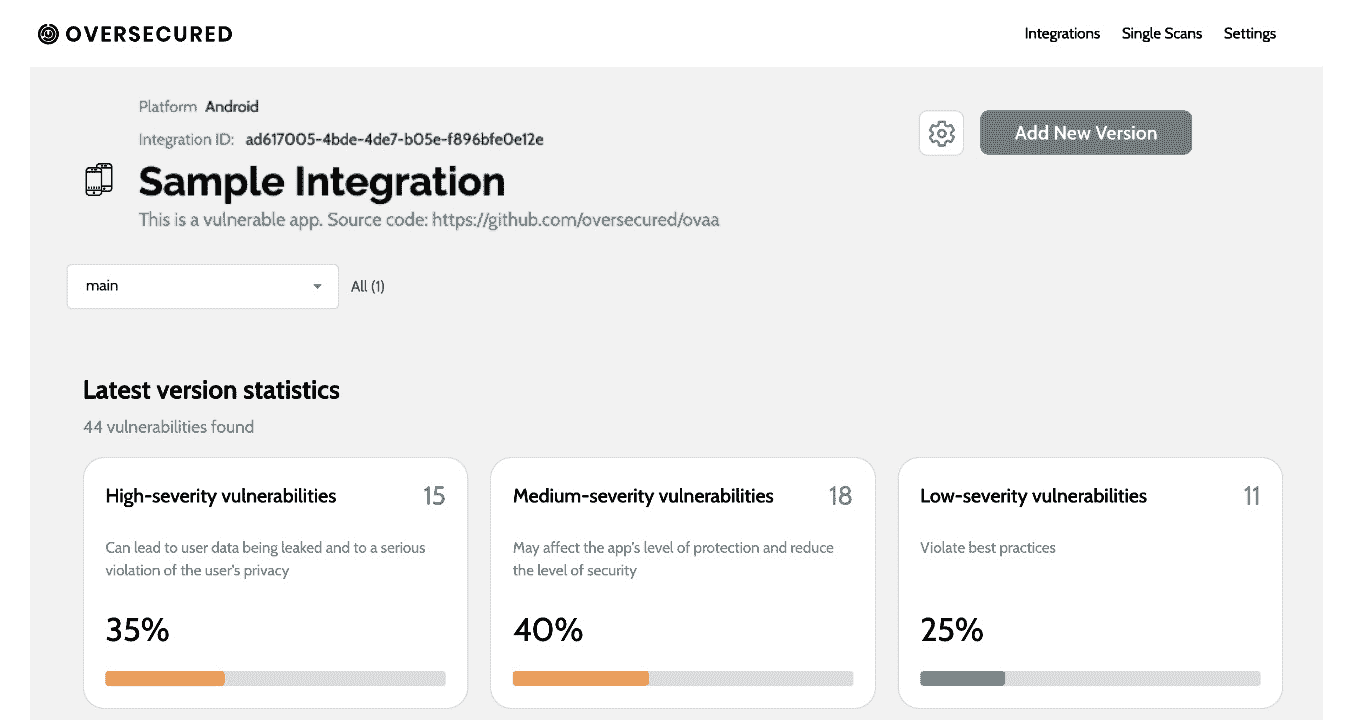 OVERSECURED
Integrations Single Scans Settings
Platform Android
Integration ID: ad617005-4bde-4de7-b05e-f896bfe0e12e
Add New Version
Sample Integration
This is a vulnerable app. Source code: https://github.com/oversecured/ovaa
main
All (1)
Latest version statistics
44 vulnerabilities found
High-severity vulnerabilities 15
Can lead to user data being leaked and to a serious
violation of the user's privacy
35%
Medium-severity vulnerabilities 18
May affect the app's level of protection and reduce
the level of security
40%
Low-severity vulnerabilities 11
Violate best practices
25%